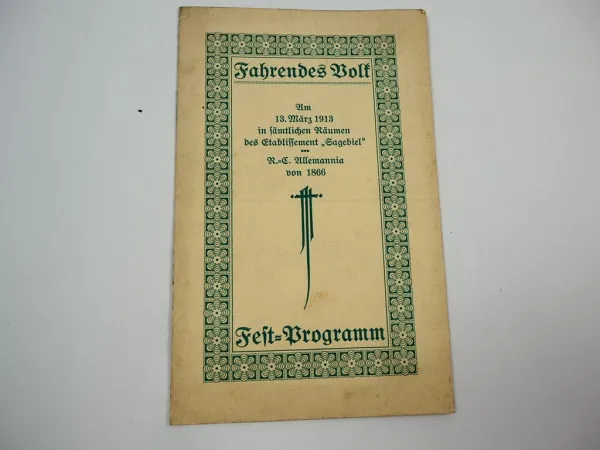 Fahrendes Volk
Am
13. März 1913
in sämtlichen Räumen
des Etablissement „Sagebiel"
R.=C. Allemannia
von 1866
Fest=Programm